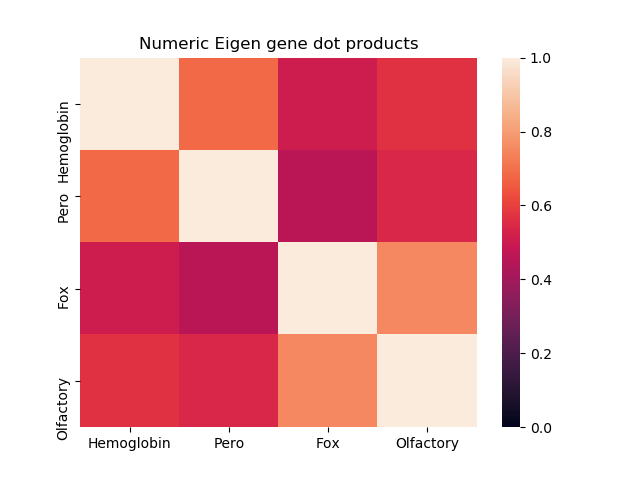 Numeric Eigen gene dot products
Hemoglobin
Pero
Fox
Olfactory
Hemoglobin
Pero
Fox
Olfactory
1.0
0.8
0.6
0.4
0.2
0.0